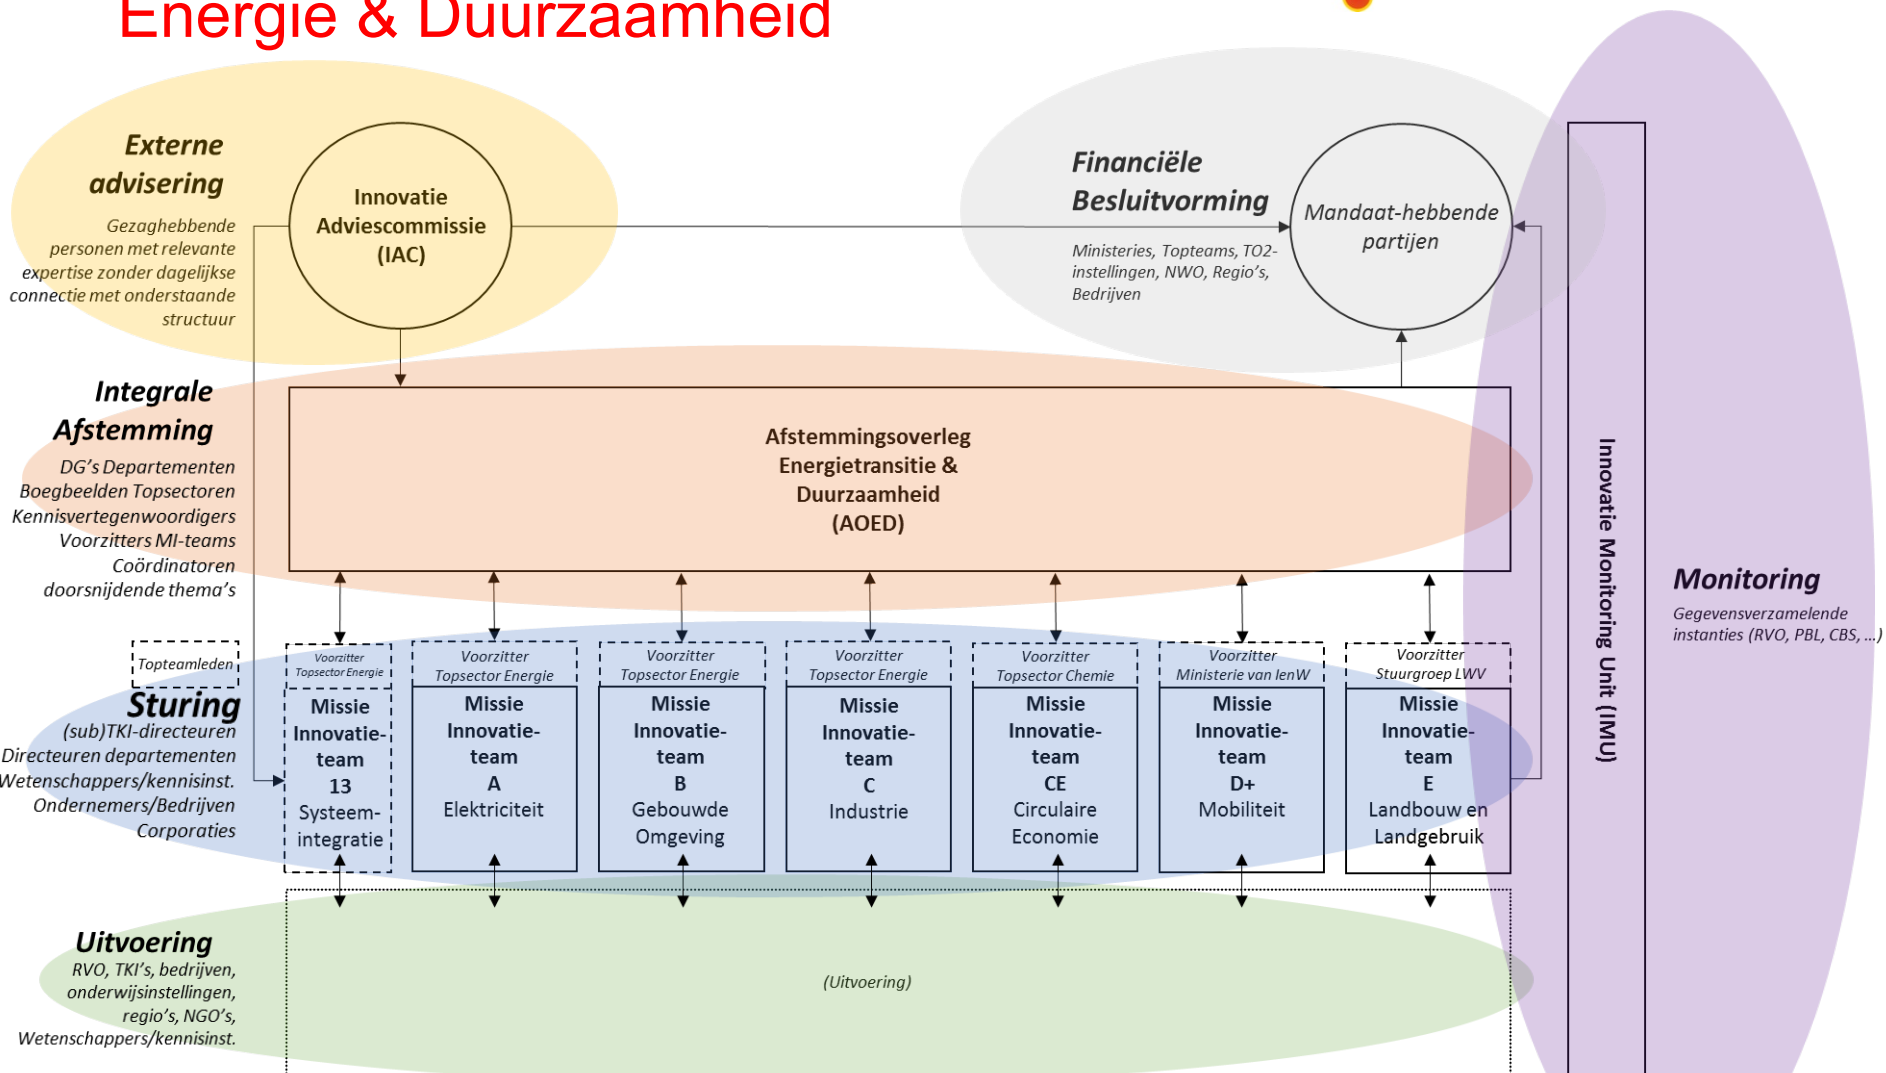 Energie & Duurzaamheid
Externe
advisering
Gezaghebbende
personen met relevante
expertise zonder dagelijkse
connectie met onderstaande
structuur
Innovatie
Adviescommissie
(IAC)
Financiële
Besluitvorming
Ministeries, Topteams, TO2-
instellingen, NWO, Regio's,
Bedrijven
Mandaat-hebbende
partijen
Integrale
Afstemming
DG's Departementen
Boegbeelden Topsectoren
Kennisvertegenwoordigers
Voorzitters MI-teams
Coördinatoren
doorsnijdende thema's
Afstemmingsoverleg
Energietransitie &
Duurzaamheid
(AOED)
Innovatie Monitoring Unit (IMU)
Monitoring
Gegevensverzamelende
instanties (RVO, PBL, CBS, ...)
Topteamleden
Sturing
(sub)TKI-directeuren
Directeuren departementen
Wetenschappers/kennisinst.
Ondernemers/Bedrijven
Corporaties
Voorzitter
Topsector Energie
Missie
Innovatie-
team
13
Systeem-
integratie
Voorzitter
Topsector Energie
Missie
Innovatie-
team
A
Elektriciteit
Voorzitter
Topsector Energie
Missie
Innovatie-
team
B
Gebouwde
Omgeving
Voorzitter
Topsector Energie
Missie
Innovatie-
team
C
Industrie
Voorzitter
Topsector Chemie
Missie
Innovatie-
team
CE
Circulaire
Economie
Voorzitter
Ministerie van IenW
Missie
Innovatie-
team
D+
Mobiliteit
Voorzitter
Stuurgroep LWV
Missie
Innovatie-
team
E
Landbouw en
Landgebruik
Uitvoering
RVO, TKI's, bedrijven,
onderwijsinstellingen,
regio's, NGO's,
Wetenschappers/kennisinst.
(Uitvoering)